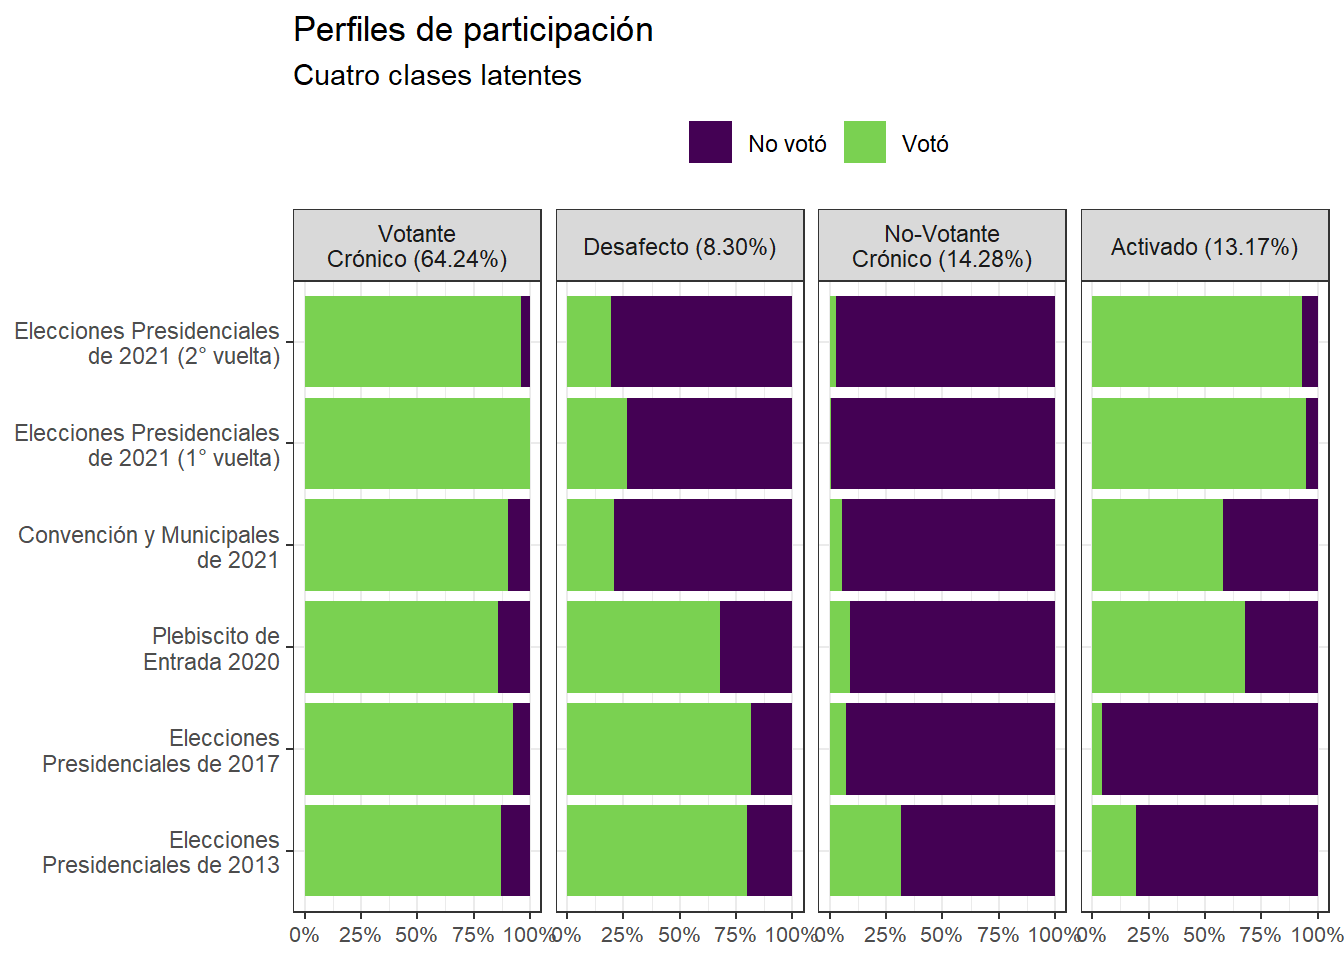 Perfiles de participación
Cuatro clases latentes
No votó
Votó
Votante
Crónico (64.24%)
Desafecto (8.30%)
No-Votante
Crónico (14.28%)
Activado (13.17%)
Elecciones Presidenciales
de 2021 (2° vuelta)
Elecciones Presidenciales
de 2021 (1° vuelta)
Convención y Municipales
de 2021
Plebiscito de
Entrada 2020
Elecciones
Presidenciales de 2017
Elecciones
Presidenciales de 2013
0% 25% 50% 75% 100%
0% 25% 50% 75% 100%
0% 25% 50% 75% 100%
0% 25% 50% 75% 100%